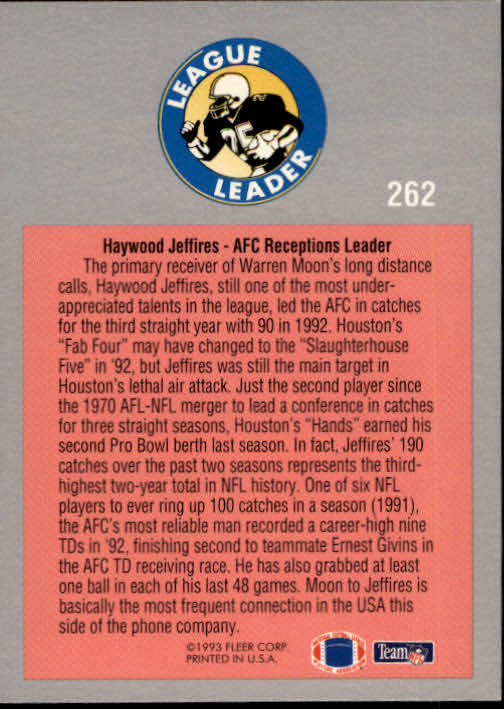 LEAGUE
LEADER
25
262
Haywood Jeffires - AFC Receptions Leader
The primary receiver of Warren Moon's long distance
calls, Haywood Jeffires, still one of the most under-
appreciated talents in the league, led the AFC in catches
for the third straight year with 90 in 1992. Houston's
"Fab Four" may have changed to the "Slaughterhouse
Five" in '92, but Jeffires was still the main target in
Houston's lethal air attack. Just the second player since
the 1970 AFL-NFL merger to lead a conference in catches
for three straight seasons, Houston's "Hands" earned his
second Pro Bowl berth last season. In fact, Jeffires' 190
catches over the past two seasons represents the third-
highest two-year total in NFL history. One of six NFL
players to ever ring up 100 catches in a season (1991),
the AFC's most reliable man recorded a career-high nine
TDs in '92, finishing second to teammate Ernest Givins in
the AFC TD receiving race. He has also grabbed at least
one ball in each of his last 48 games. Moon to Jeffires is
basically the most frequent connection in the USA this
side of the phone company.
©1993 FLEER CORP.
PRINTED IN U.S.A.
Team NFL